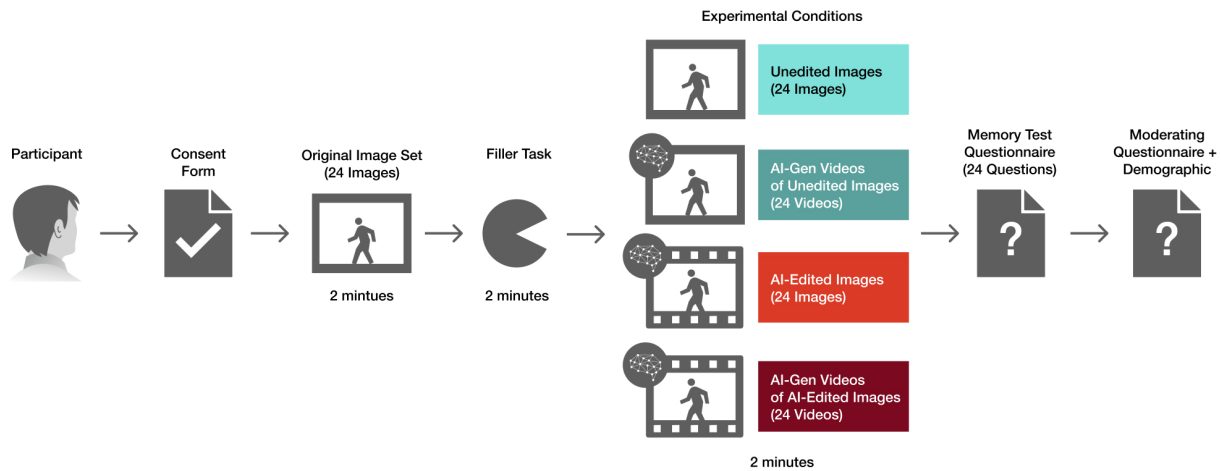 Experimental Conditions
Unedited Images
(24 Images)
Participant
Consent
Form
Original Image Set
(24 Images)
Filler Task
AI-Gen Videos
of Unedited Images
(24 Videos)
Memory Test
Questionnaire
(24 Questions)
Moderating
Questionnaire +
Demographic
?
?
2 mintues
2 minutes
AI-Edited Images
(24 Images)
AI-Gen Videos
of AI-Edited Images
(24 Videos)
2 minutes